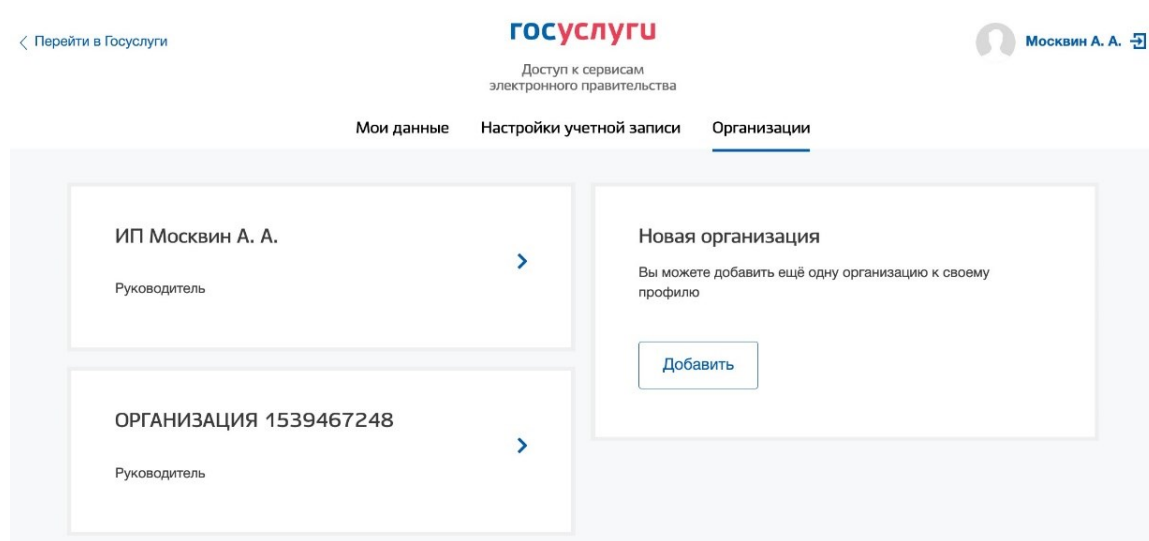 Перейти в Госуслуги
госуслуги
Москвин А. А.
Доступ к сервисам
электронного правительства
Мои данные
Настройки учетной записи
Организации
ИП Москвин А. А.
Руководитель
Новая организация
Вы можете добавить ещё одну организацию к своему
профилю
Добавить
ОРГАНИЗАЦИЯ 1539467248
Руководитель